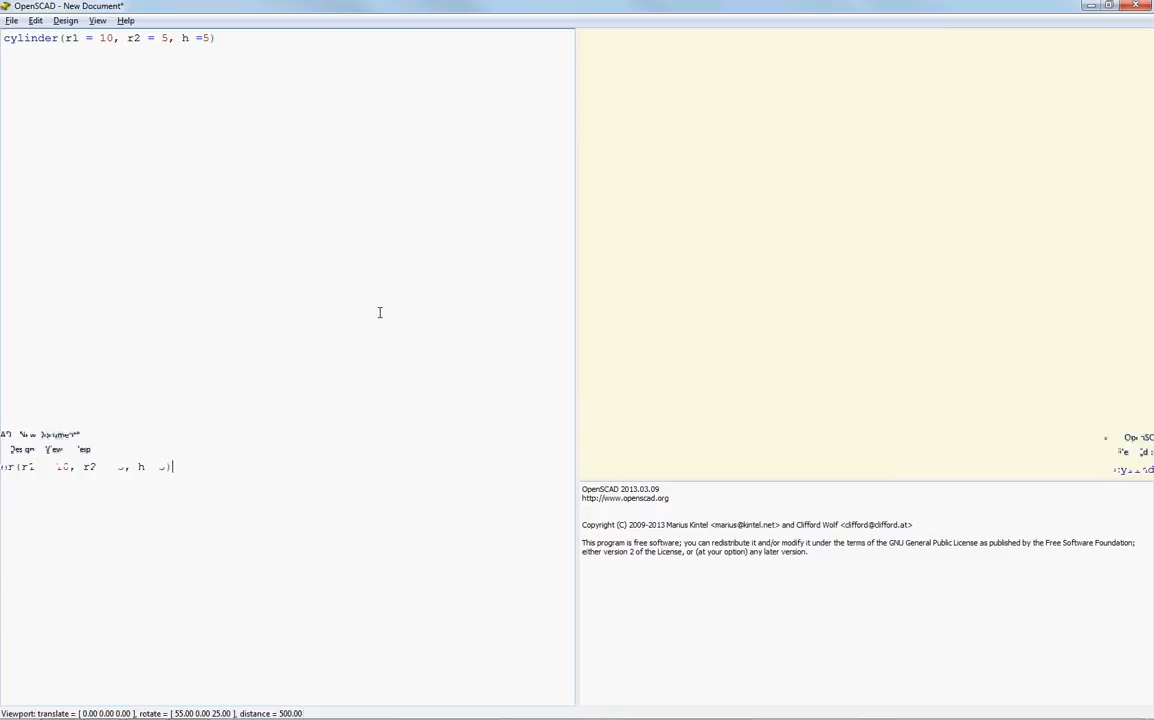 OpenSCAD - New Document*
File Edit Design View Help
cylinder(r1 = 10, r2 = 5, h =5)
OpenSCAD 2013.03.09
http://www.openscad.org
Copyright (C) 2009-2013 Marius Kintel <marius@kintel.net> and Clifford Wolf <clifford@clifford.at>
This program is free software; you can redistribute it and/or modify it under the terms of the GNU General Public License as published by the Free Software Foundation;
either version 2 of the License, or (at your option) any later version.
Viewport: translate = [ 0.00 0.00 0.00 ], rotate = [ 55.00 0.00 25.00 ], distance = 500.00